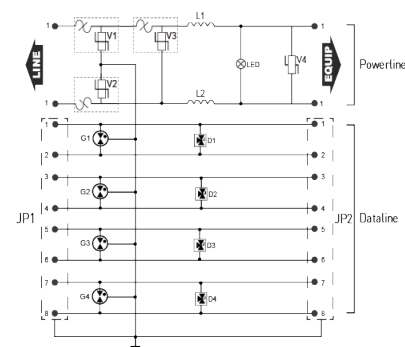 L1
1 V1 V3 1
LINE EQUIP
LED V4 Powerline
V2
L2
1 1
1 1
G1 D1
2 2
3 3
G2 D2
JP1 4 4 JP2 Dataline
5 5
G3 D3
6 6
7 7
G4 D4
8 8